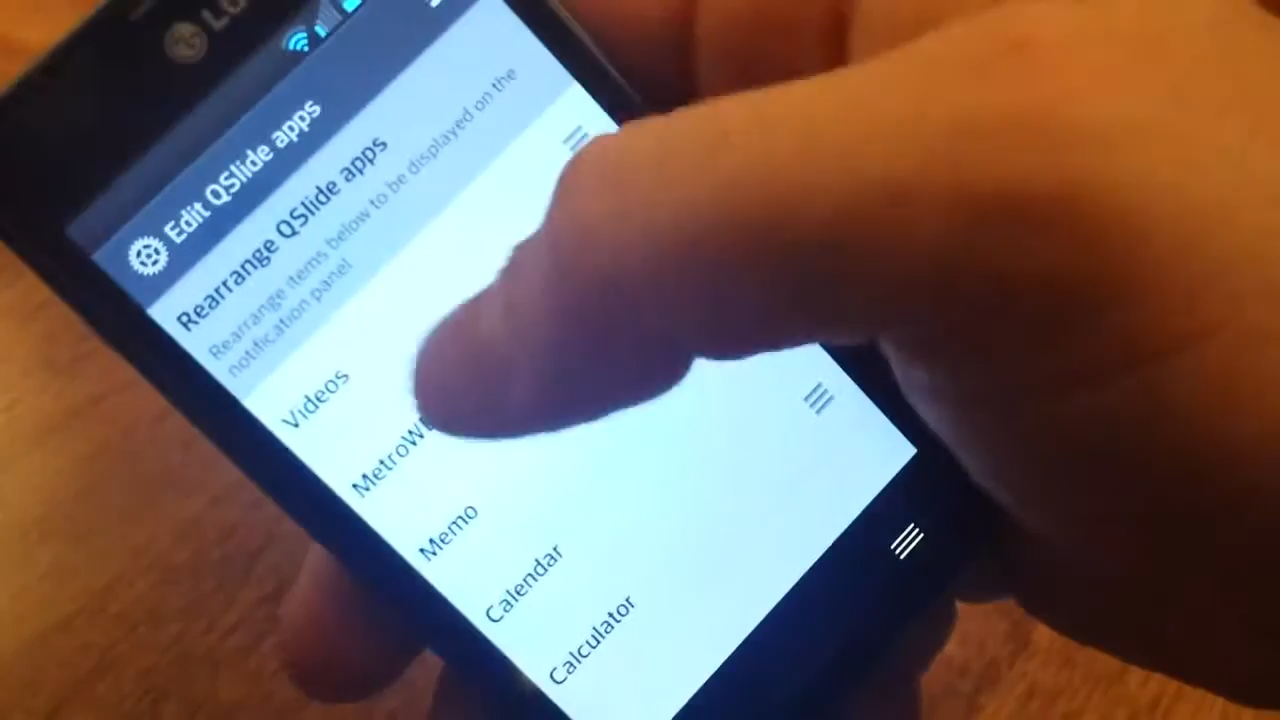 LG
Edit QSlide apps
Rearrange QSlide apps
Rearrange items below to be displayed on the
notification panel
Videos
Memo
Calendar
Calculator